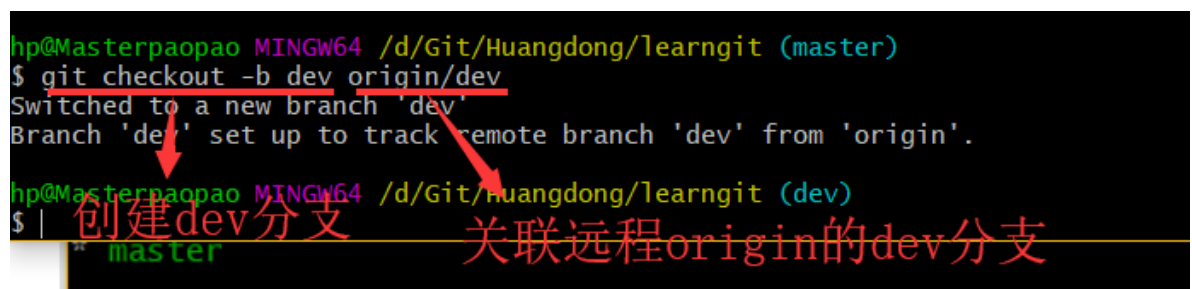 hp@Masterpaopao MINGW64 /d/Git/Huangdong/learngit (master)
$ git checkout -b dev origin/dev
Switched to a new branch 'dev'
Branch 'dev' set up to track remote branch 'dev' from 'origin'.
hp@Masterpaopao MINGW64 /d/Git/Huangdong/learngit (dev)
$
创建dev分支
关联远程origin的dev分支
* master